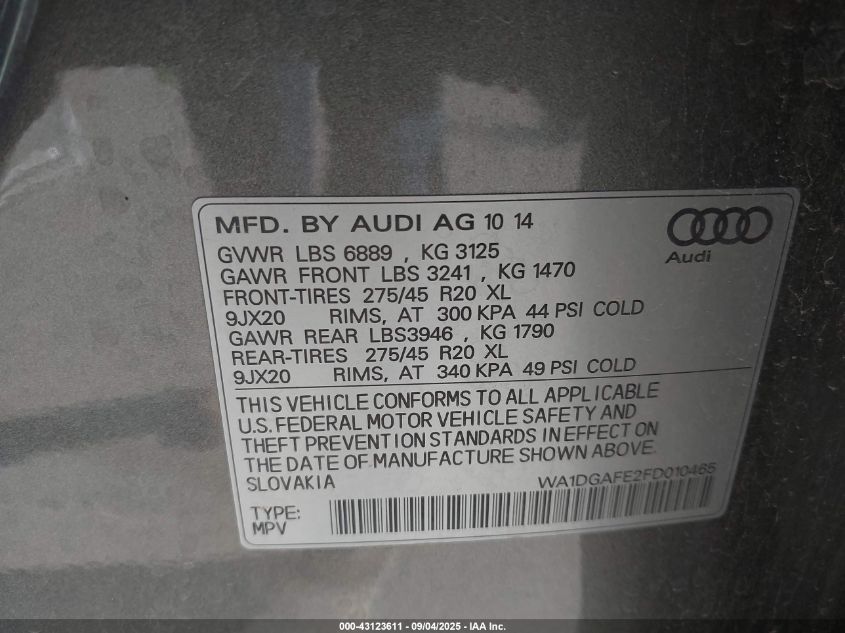 MFD. BY AUDI AG 10 14
Audi
GVWR LBS 6889 , KG 3125
GAWR FRONT LBS 3241 , KG 1470
FRONT-TIRES 275/45 R20 XL
9JX20 RIMS, AT 300 KPA 44 PSI COLD
GAWR REAR LBS3946 , KG 1790
REAR-TIRES 275/45 R20 XL
9JX20 RIMS, AT 340 KPA 49 PSI COLD
THIS VEHICLE CONFORMS TO ALL APPLICABLE
U.S. FEDERAL MOTOR VEHICLE SAFETY AND
THEFT PREVENTION STANDARDS IN EFFECT ON
THE DATE OF MANUFACTURE SHOWN ABOVE.
SLOVAKIA WA1DGAFE2FD010465
TYPE:
MPV
000-43123611 - 09/04/2025 - IAA Inc.